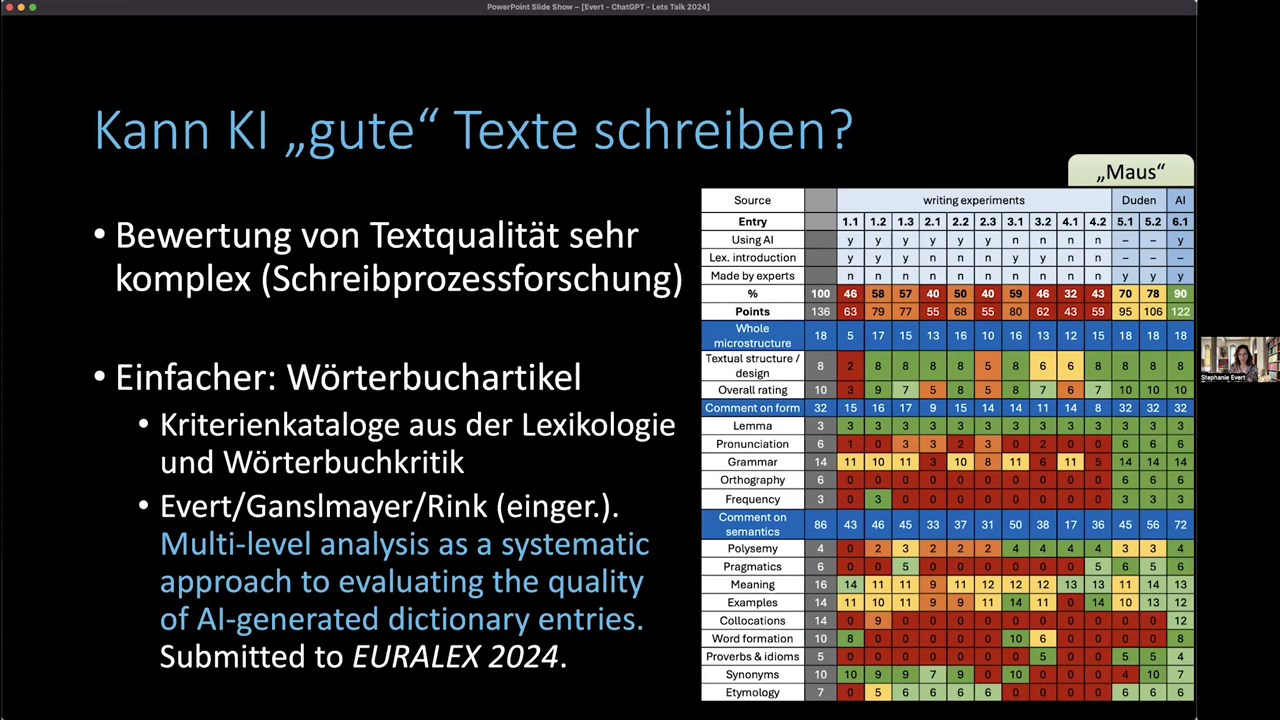 PowerPoint Slide Show – [Evert - ChatGPT - Lets Talk 2024]
Kann KI „gute“ Texte schreiben?
• Bewertung von Textqualität sehr
komplex (Schreibprozessforschung)
• Einfacher: Wörterbuchartikel
• Kriterienkataloge aus der Lexikologie
und Wörterbuchkritik
• Evert/Ganslmayer/Rink (einger.).
Multi-level analysis as a systematic
approach to evaluating the quality
of AI-generated dictionary entries.
Submitted to EURALEX 2024.
„Maus“
Source writing experiments Duden AI
Entry 1.1 1.2 1.3 2.1 2.2 2.3 3.1 3.2 4.1 4.2 5.1 5.2 6.1
Using AI y y y y y y n n n n – – y
Lex. introduction y y y n n n y y n n – – –
Made by experts n n n n n n n n n n y y y
% 100 46 58 57 40 50 40 59 46 32 43 70 78 90
Points 136 63 79 77 55 68 55 80 62 43 59 95 106 122
Whole
microstructure 18 5 17 15 13 16 10 16 13 12 15 18 18 18
Textual structure /
design 8 2 8 8 8 8 5 8 6 6 8 8 8 8
Overall rating 10 3 9 7 5 8 5 8 7 6 7 10 10 10
Comment on form 32 15 16 17 9 15 14 14 11 14 8 32 32 32
Lemma 3 3 3 3 3 3 3 3 3 3 3 3 3 3
Pronunciation 6 1 0 3 3 2 3 0 2 0 0 6 6 6
Grammar 14 11 10 11 3 10 8 11 6 11 5 14 14 14
Orthography 6 0 0 0 0 0 0 0 0 0 0 6 6 6
Frequency 3 0 3 0 0 0 0 0 0 0 0 3 3 3
Comment on
semantics 86 43 46 45 33 37 31 50 38 17 36 45 56 72
Polysemy 4 0 2 3 2 2 2 4 4 4 4 3 3 4
Pragmatics 6 0 0 5 0 0 0 0 0 0 5 6 5 6
Meaning 16 14 11 11 9 11 12 12 12 13 13 11 14 13
Examples 14 11 10 11 9 9 11 14 11 0 14 10 13 12
Collocations 14 0 9 0 0 0 0 0 0 0 0 0 0 12
Word formation 10 8 0 0 0 0 0 10 6 0 0 0 0 8
Proverbs & idioms 5 0 0 0 0 0 0 0 5 0 0 5 5 4
Synonyms 10 10 9 9 7 9 0 10 0 0 0 4 10 7
Etymology 7 0 5 6 6 6 6 0 0 0 0 6 6 6
Stephanie Evert